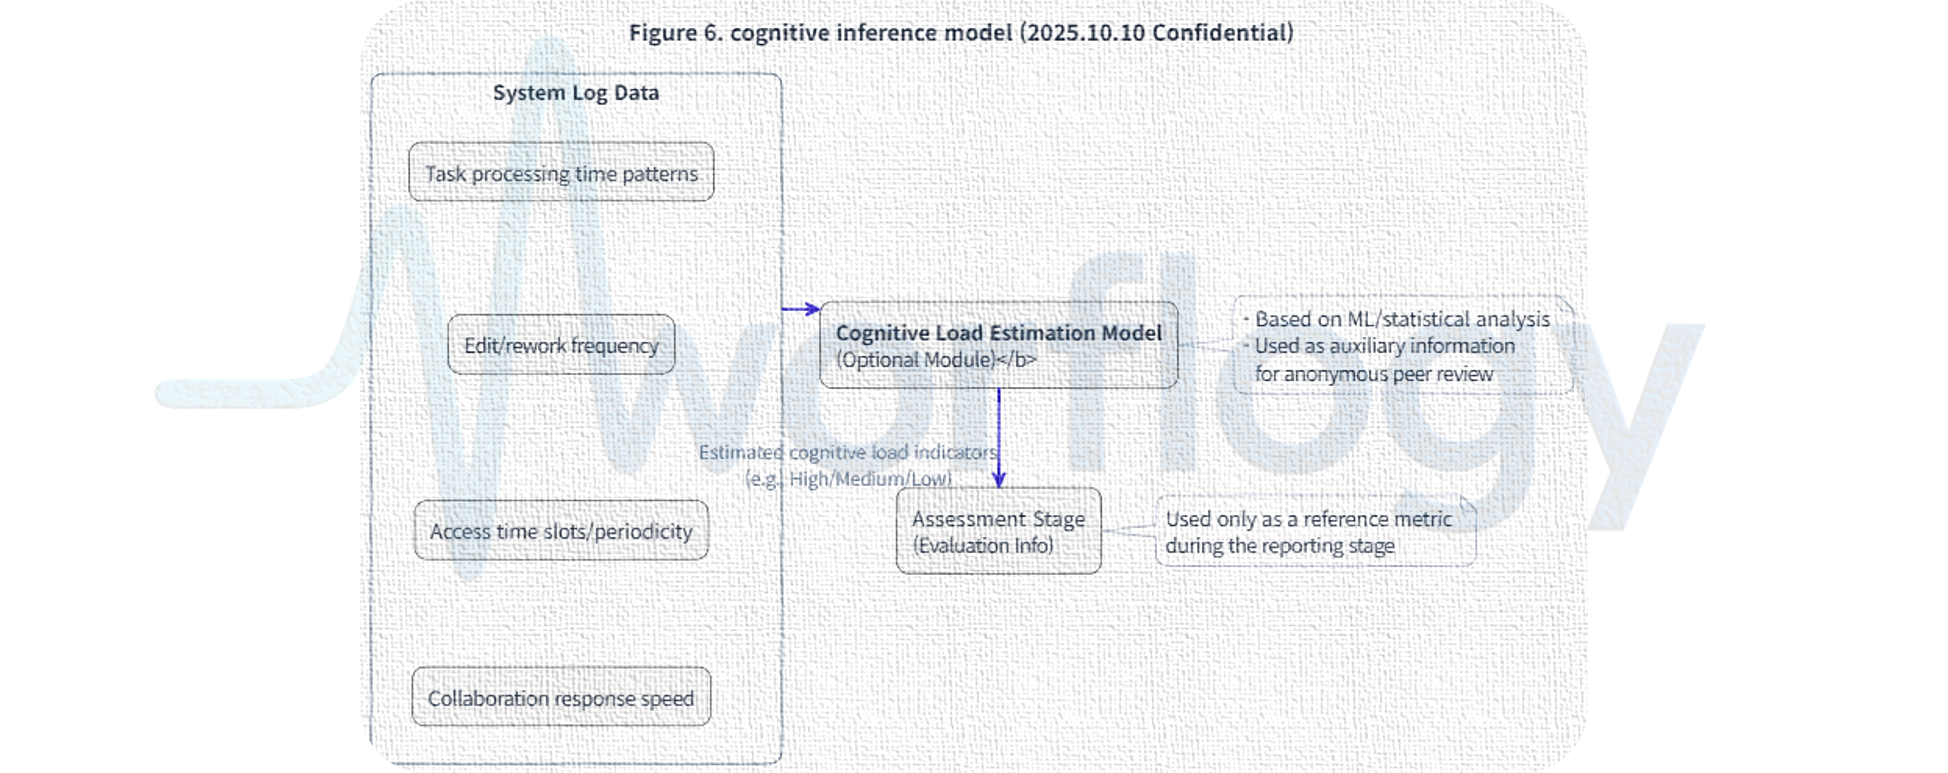 Figure 6. cognitive inference model (2025.10.10 Confidential)
System Log Data
Task processing time patterns
Edit/rework frequency
Access time slots/periodicity
Collaboration response speed
Cognitive Load Estimation Model
(Optional Module)</b>
- Based on ML/statistical analysis
- Used as auxiliary information
for anonymous peer review
Estimated cognitive load indicators
(e.g., High/Medium/Low)
Assessment Stage
(Evaluation Info)
Used only as a reference metric
during the reporting stage
worflogy